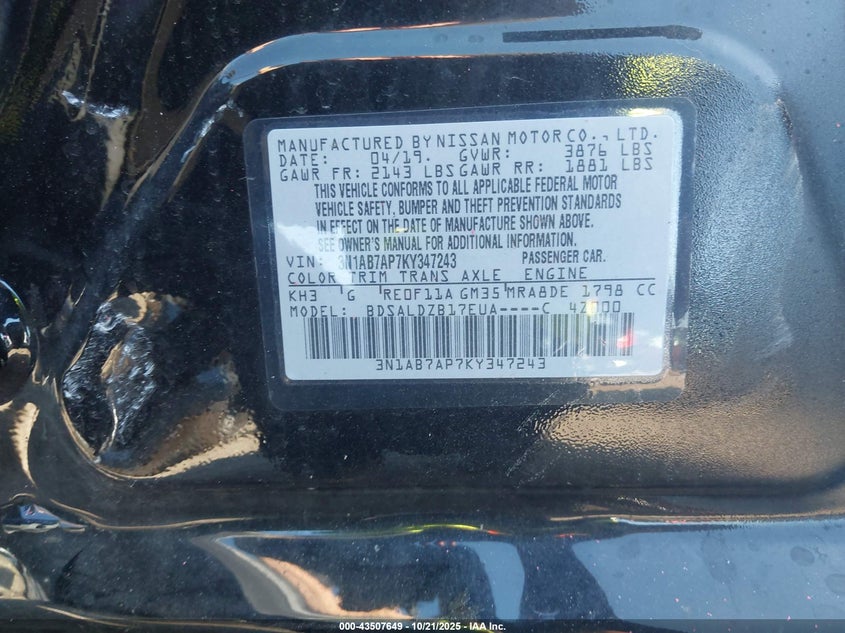 MANUFACTURED BY NISSAN MOTOR CO., LTD.
DATE: 04/19. GVWR: 3876 LBS
GAWR FR: 2143 LBS GAWR RR: 1881 LBS
THIS VEHICLE CONFORMS TO ALL APPLICABLE FEDERAL MOTOR
VEHICLE SAFETY, BUMPER AND THEFT PREVENTION STANDARDS
IN EFFECT ON THE DATE OF MANUFACTURE SHOWN ABOVE.
SEE OWNER'S MANUAL FOR ADDITIONAL INFORMATION.
VIN: 3N1AB7AP7KY347243 PASSENGER CAR.
COLOR TRIM TRANS AXLE ENGINE
KH3 G RE0F11A GM35 MRA8DE 1798 CC
MODEL: BDSALDZB17EUA----C 42000
3N1AB7AP7KY347243
000-43507649 - 10/21/2025 - IAA, Inc.